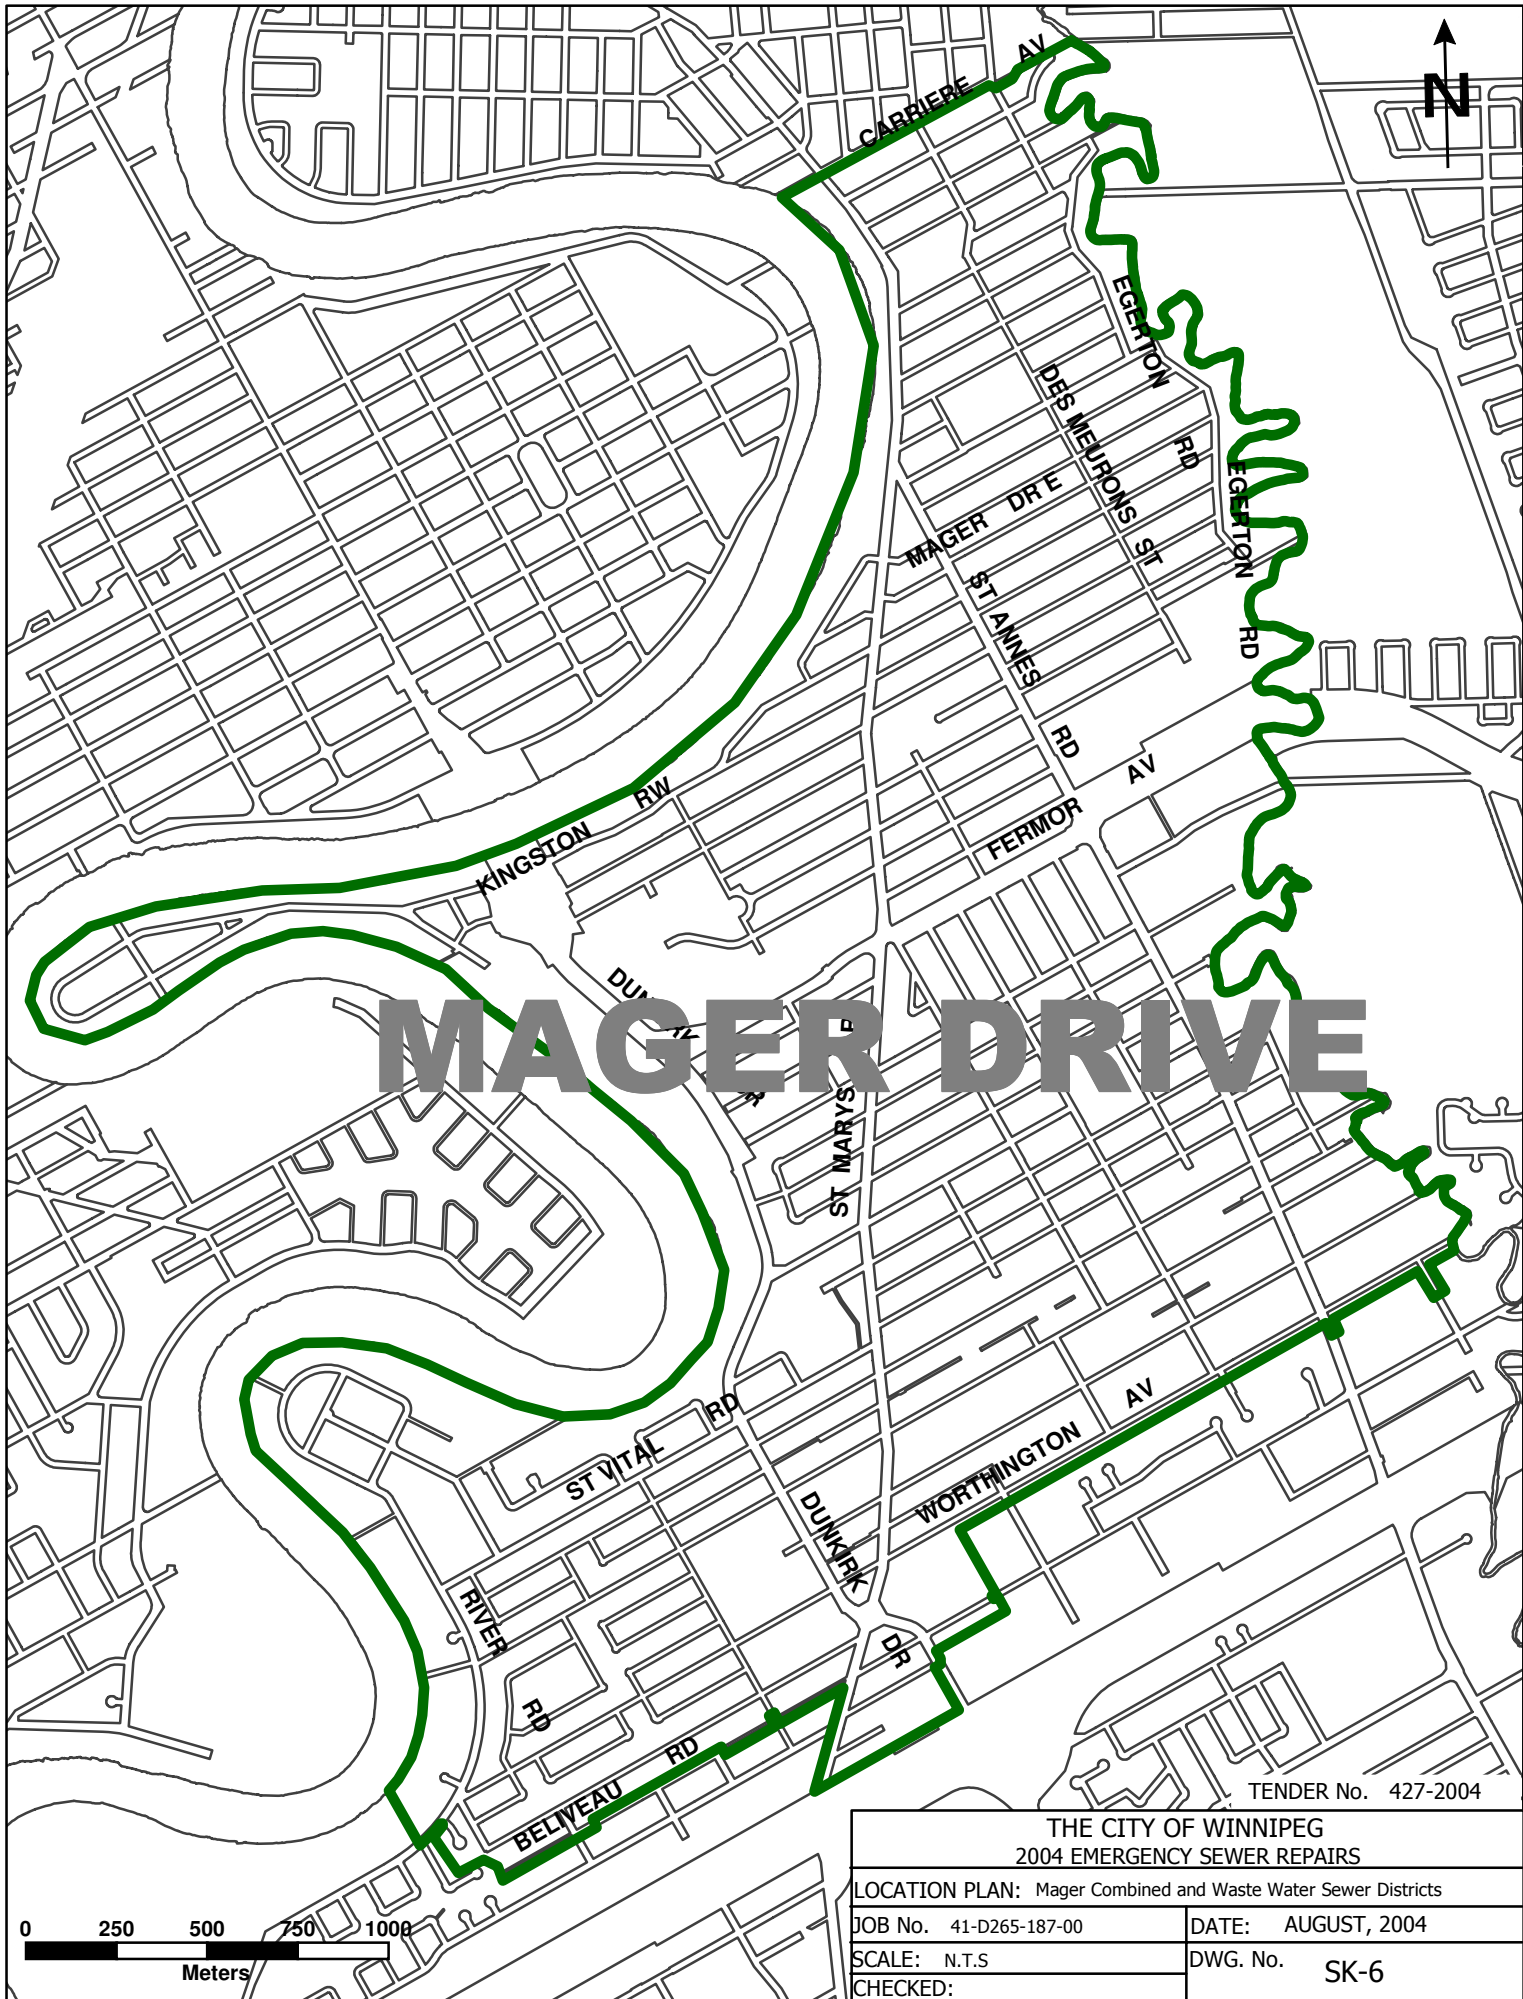 N
CARRIERE AV
EGERTON RD
DES MEURONS ST
EGERTON RD
MAGER DR E
ST ANNES RD
FERMOR AV
KINGSTON RW
MAGER DRIVE
ST MARYS
ST VITAL RD
WORTHINGTON AV
DUNKIRK DR
RIVER RD
BELIVEAU RD
TENDER No. 427-2004
THE CITY OF WINNIPEG
2004 EMERGENCY SEWER REPAIRS
LOCATION PLAN: Mager Combined and Waste Water Sewer Districts
JOB No. 41-D265-187-00
DATE: AUGUST, 2004
SCALE: N.T.S
DWG. No. SK-6
CHECKED:
0 250 500 750 1000
Meters